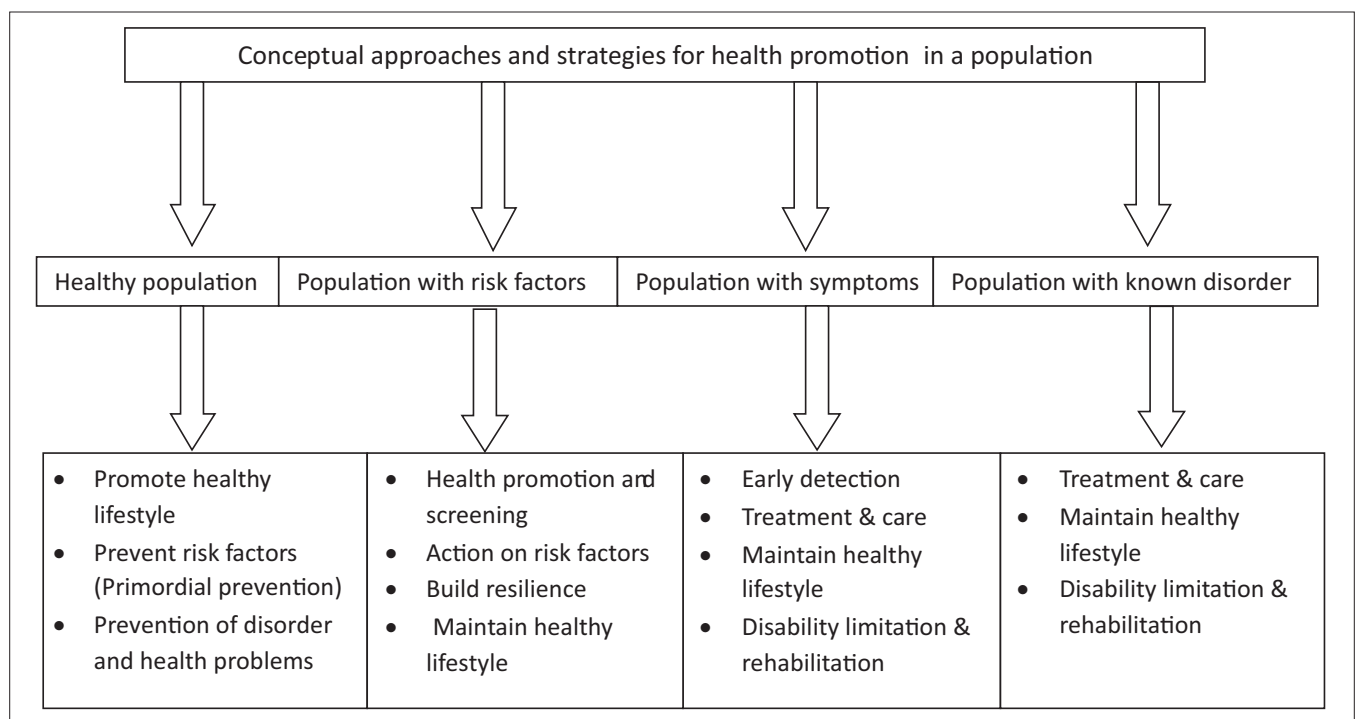 Conceptual approaches and strategies for health promotion in a population
Healthy population
Population with risk factors
Population with symptoms
Population with known disorder
• Promote healthy
lifestyle
• Prevent risk factors
(Primordial prevention)
• Prevention of disorder
and health problems
• Health promotion and
screening
• Action on risk factors
• Build resilience
• Maintain healthy
lifestyle
• Early detection
• Treatment & care
• Maintain healthy
lifestyle
• Disability limitation &
rehabilitation
• Treatment & care
• Maintain healthy
lifestyle
• Disability limitation &
rehabilitation